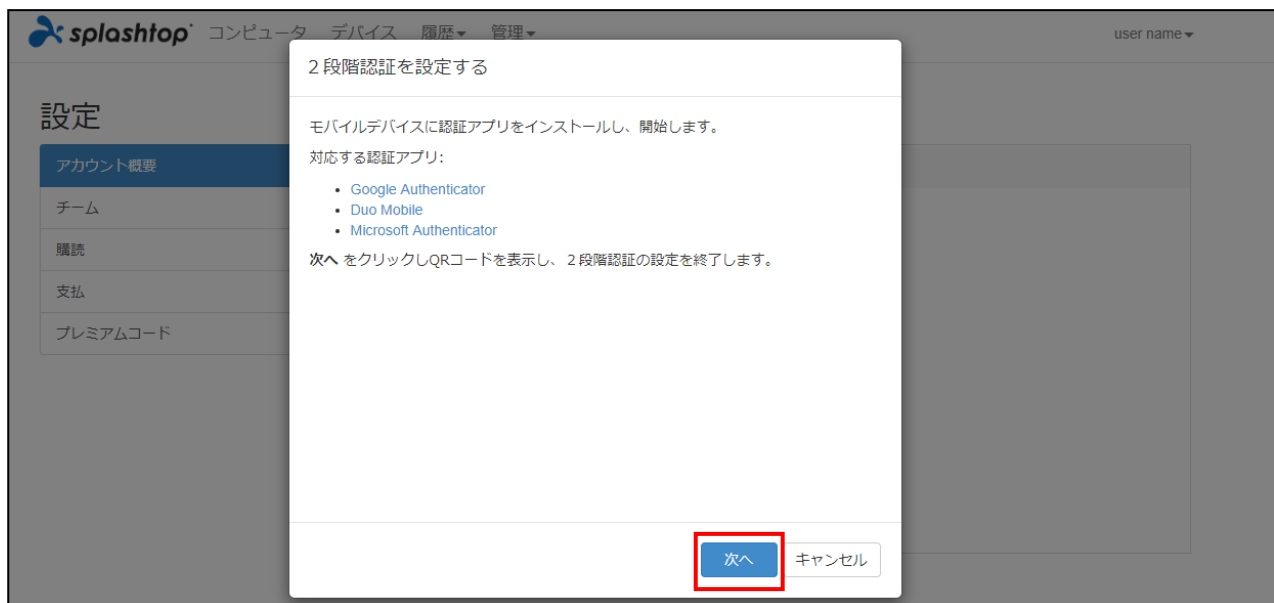 splashtop コンピュータ デバイス 履歴 管理 user name
2段階認証を設定する
設定
モバイルデバイスに認証アプリをインストールし、開始します。
アカウント概要
対応する認証アプリ:
Google Authenticator
チーム
Duo Mobile
Microsoft Authenticator
購読
次へ をクリックしQRコードを表示し、２段階認証の設定を終了します。
支払
プレミアムコード
次へ キャンセル